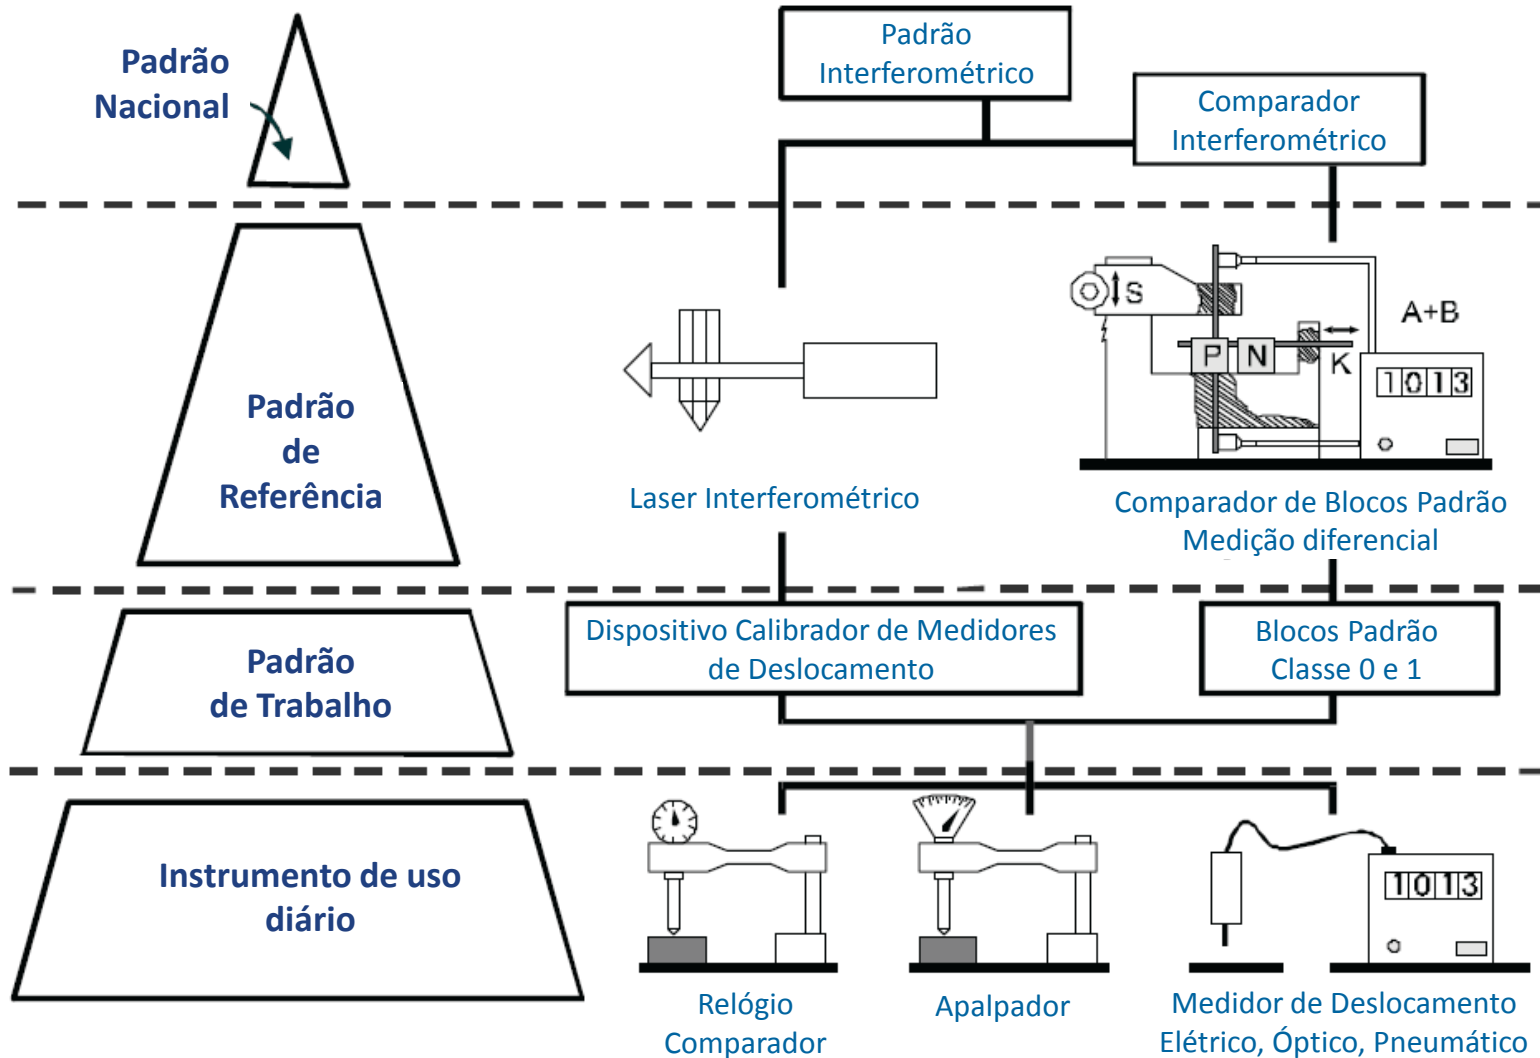 Padrão
Nacional
Padrão
Interferométrico
Comparador
Interferométrico
Padrão
de
Referência
Laser Interferométrico
S
P
N
K
A+B
1013
Comparador de Blocos Padrão
Medição diferencial
Padrão
de Trabalho
Dispositivo Calibrador de Medidores
de Deslocamento
Blocos Padrão
Classe 0 e 1
Instrumento de uso
diário
1013
Relógio
Comparador
Apalpador
Medidor de Deslocamento
Elétrico, Óptico, Pneumático